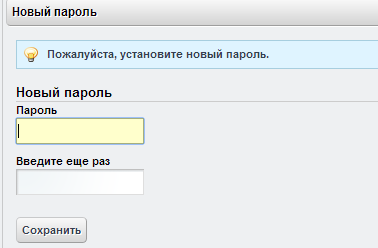 Новый пароль
Пожалуйста, установите новый пароль.
Новый пароль
Пароль
Введите еще раз
Сохранить